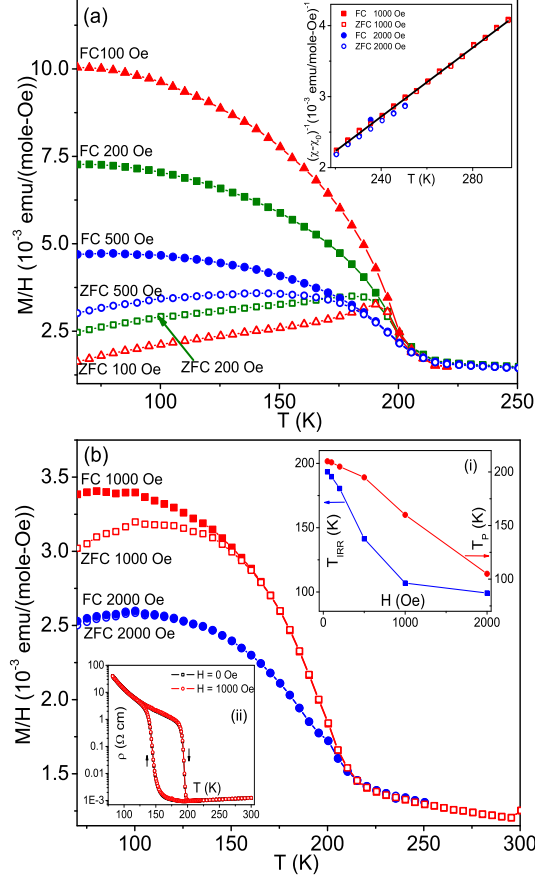 (a)
FC100 Oe
FC 200 Oe
FC 500 Oe
ZFC 500 Oe
ZFC 100 Oe
ZFC 200 Oe
10.0
7.5
5.0
2.5
M/H (10⁻³ emu/(mole-Oe))
100 150 200 250
T (K)
FC 1000 Oe
ZFC 1000 Oe
FC 2000 Oe
ZFC 2000 Oe
4
3
2
(χ-χ₀)⁻¹ (10⁻³ emu/mole-Oe)⁻¹
240 280
T (K)
(b)
FC 1000 Oe
ZFC 1000 Oe
FC 2000 Oe
ZFC 2000 Oe
3.5
3.0
2.5
2.0
1.5
M/H (10⁻³ emu/(mole-Oe))
100 150 200 250 300
T (K)
(i)
200
150
100
T_IRR (K)
200
150
100
T_P (K)
0 500 1000 1500 2000
H (Oe)
H = 0 Oe
H = 1000 Oe
(ii)
100
10
1
0.1
0.01
1E-3
ρ (Ω cm)
T (K)
100 150 200 250 300